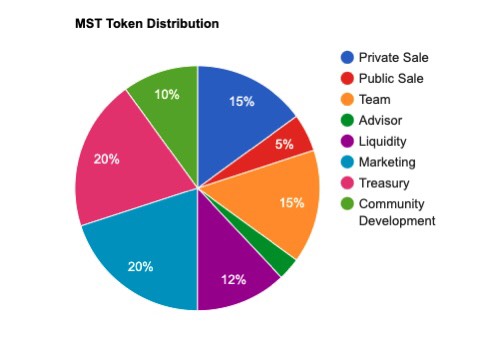 MST Token Distribution
Private Sale
Public Sale
Team
Advisor
Liquidity
Marketing
Treasury
Community
Development
15%
5%
15%
12%
20%
20%
10%